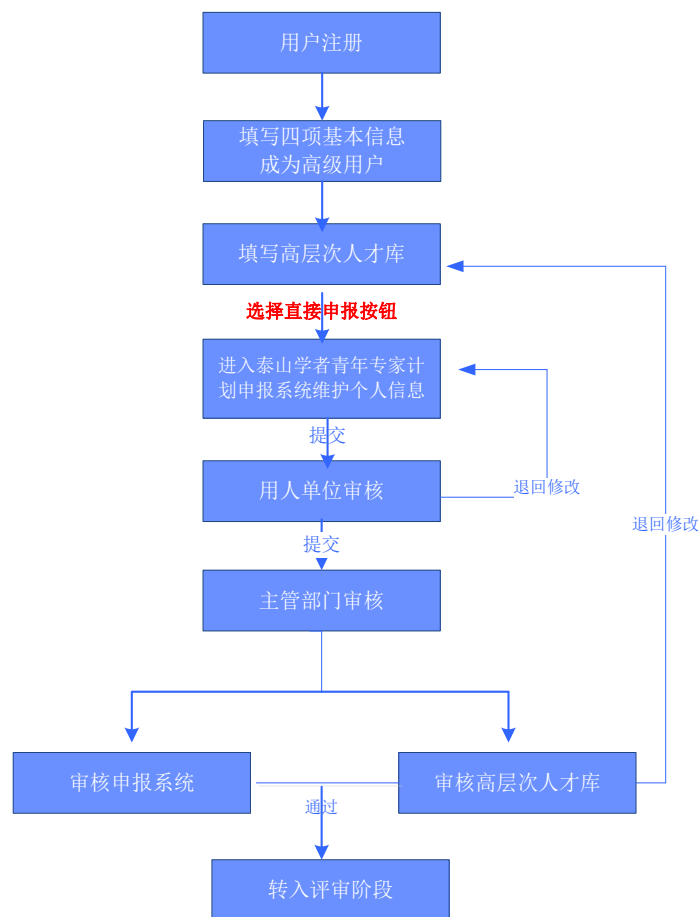 用户注册
填写四项基本信息
成为高级用户
填写高层次人才库
选择直接申报按钮
进入泰山学者青年专家计
划申报系统维护个人信息
提交
用人单位审核
退回修改
退回修改
提交
主管部门审核
审核申报系统
审核高层次人才库
通过
转入评审阶段